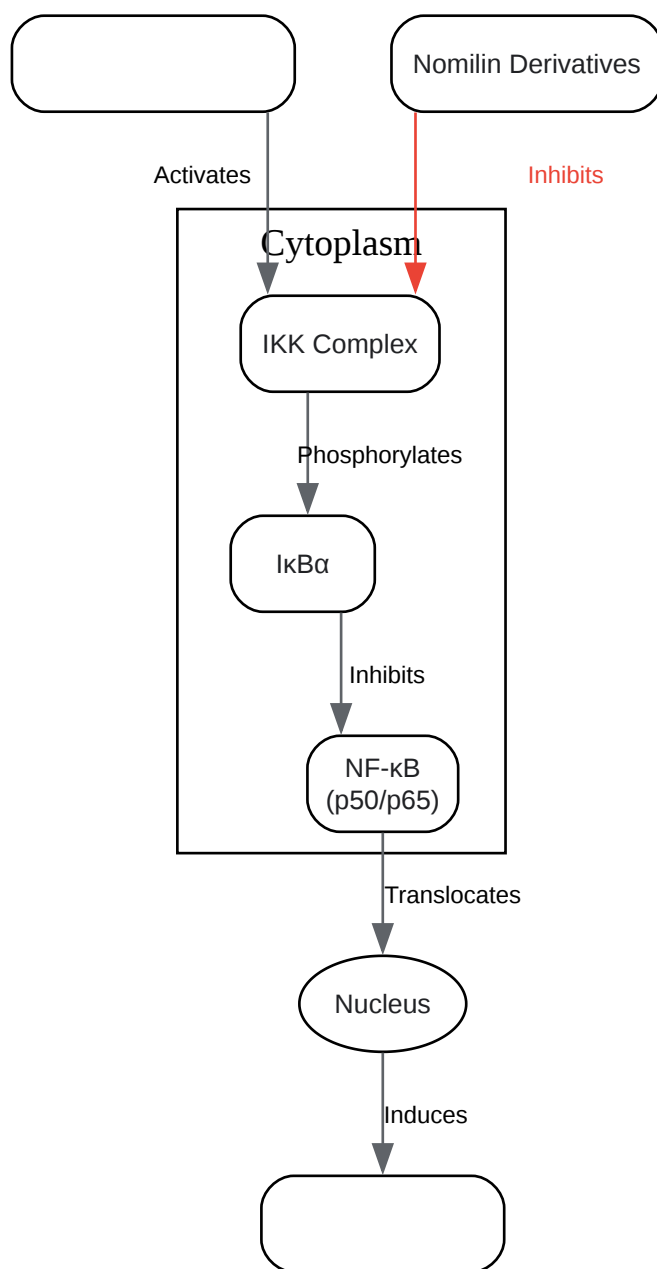 Nomilin Derivatives
Activates
Inhibits
Cytoplasm
IKK Complex
Phosphorylates
IκBα
Inhibits
NF-κB
(p50/p65)
Translocates
Nucleus
Induces